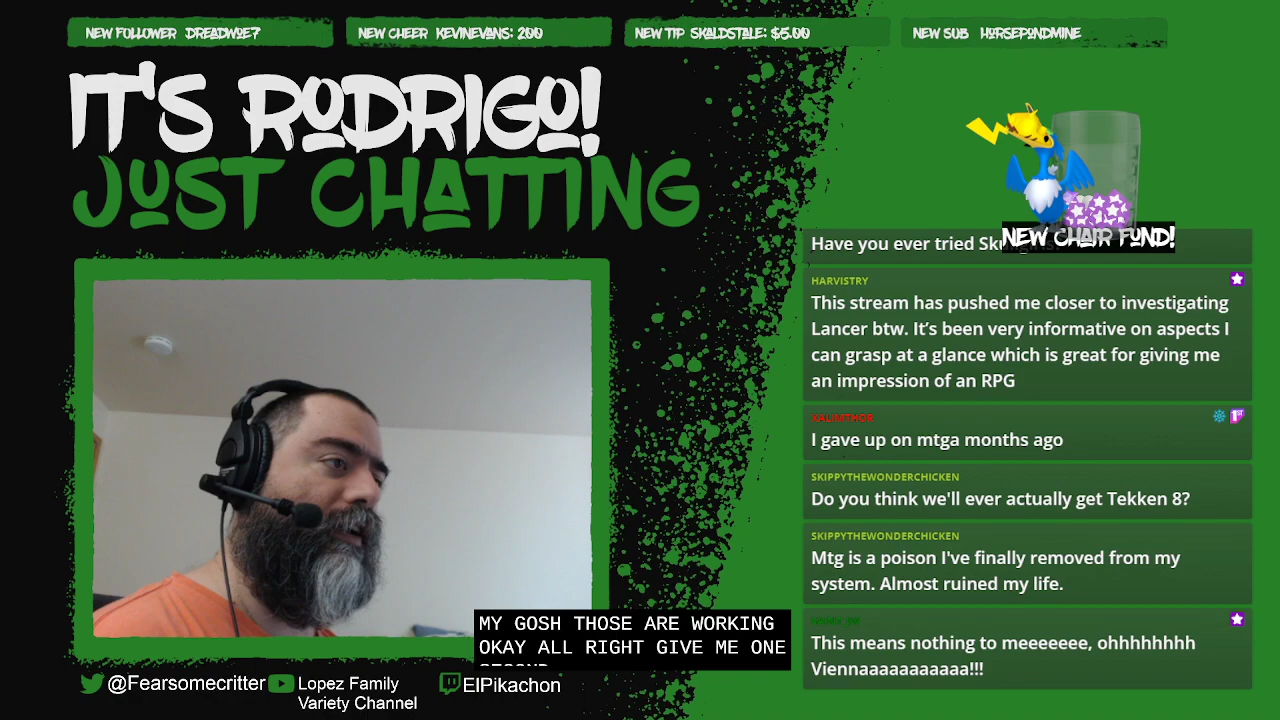 NEW FOLLOWER DREADWOE7
NEW CHEER KEVINEVANS: 200
NEW TIP SKALDSTALE: $5.00
NEW SUB HORSEPONDMINE
IT'S RODRIGO!
JUST CHATTING
NEW CHAIR FUND!
Have you ever tried
HARVISTRY
This stream has pushed me closer to investigating
Lancer btw. It's been very informative on aspects I
can grasp at a glance which is great for giving me
an impression of an RPG
KALINTHOR
I gave up on mtga months ago
SKIPPYTHEWONDERCHICKEN
Do you think we'll ever actually get Tekken 8?
SKIPPYTHEWONDERCHICKEN
Mtg is a poison I've finally removed from my
system. Almost ruined my life.
This means nothing to meeeeeee, ohhhhhhhh
Viennaaaaaaaaaaa!!!
MY GOSH THOSE ARE WORKING
OKAY ALL RIGHT GIVE ME ONE
@Fearsomecritter
Lopez Family
Variety Channel
ElPikachon